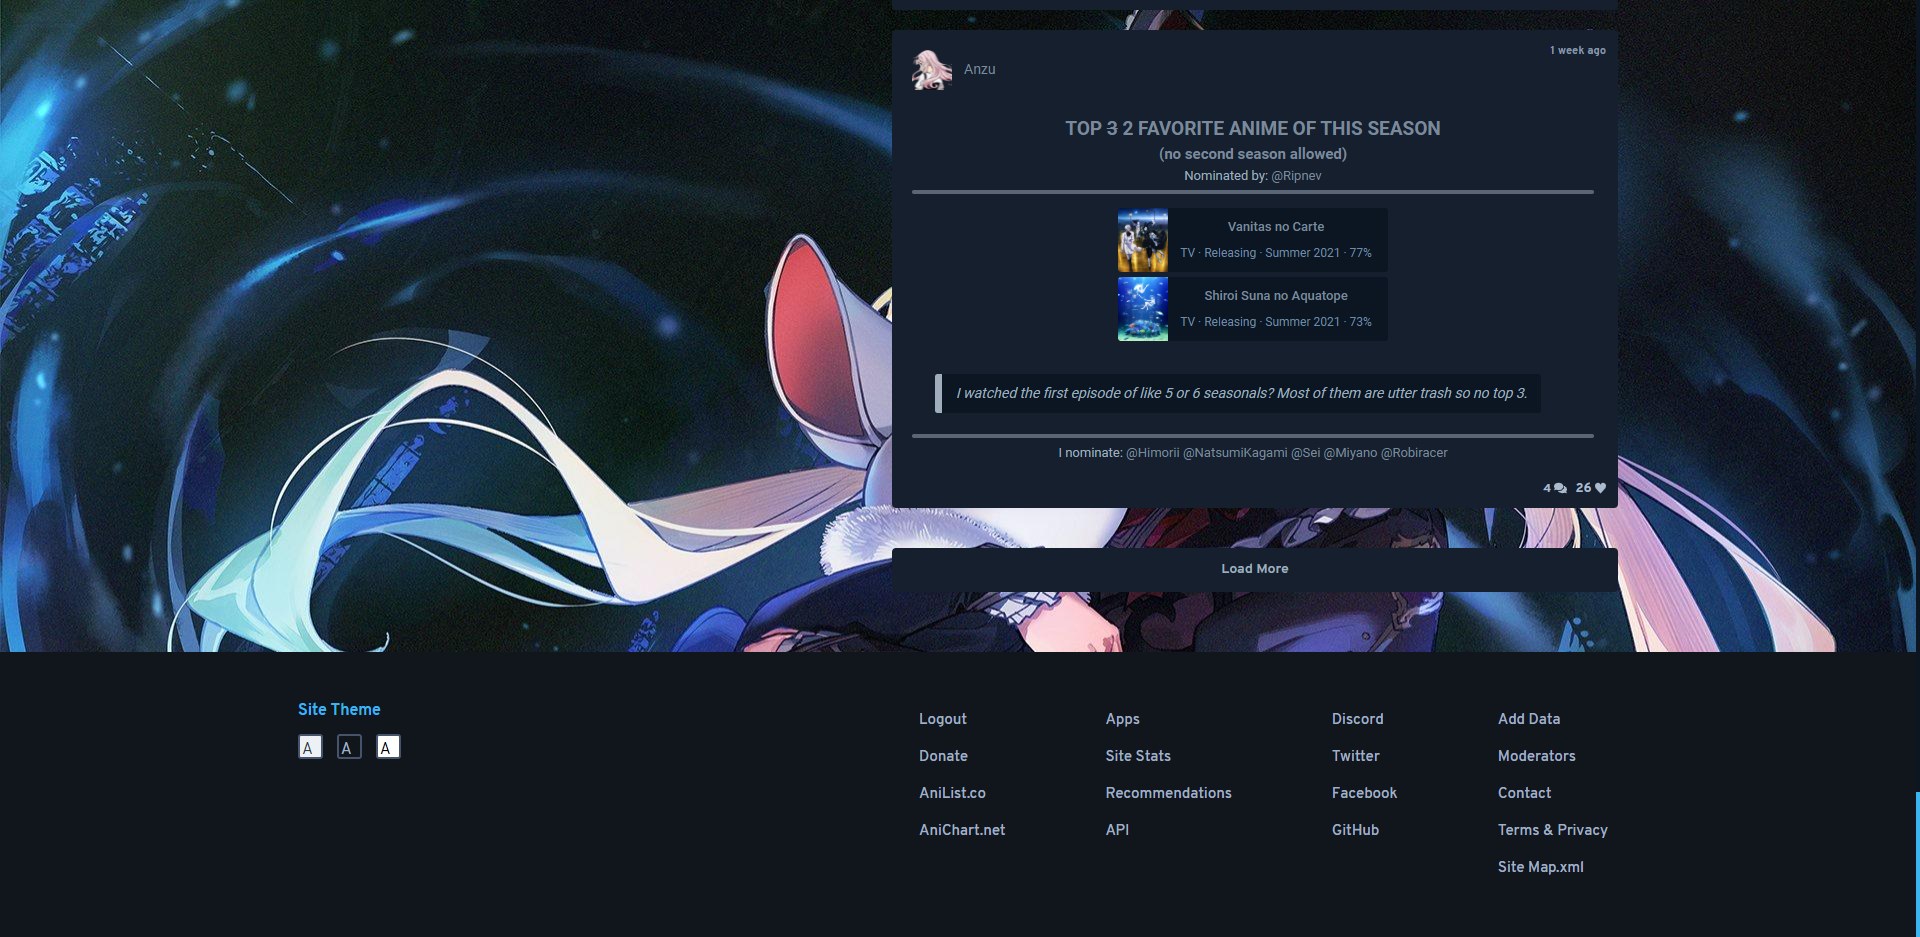 1 week ago
Anzu
TOP 3 2 FAVORITE ANIME OF THIS SEASON
(no second season allowed)
Nominated by: @Ripnev
Vanitas no Carte
TV · Releasing · Summer 2021 · 77%
Shiroi Suna no Aquatope
TV · Releasing · Summer 2021 · 73%
I watched the first episode of like 5 or 6 seasonals? Most of them are utter trash so no top 3.
I nominate: @Himorii @NatsumiKagami @Sei @Miyano @Robiracer
4 26
Load More
Site Theme
A A A
Logout
Donate
AniList.co
AniChart.net
Apps
Site Stats
Recommendations
API
Discord
Twitter
Facebook
GitHub
Add Data
Moderators
Contact
Terms & Privacy
Site Map.xml